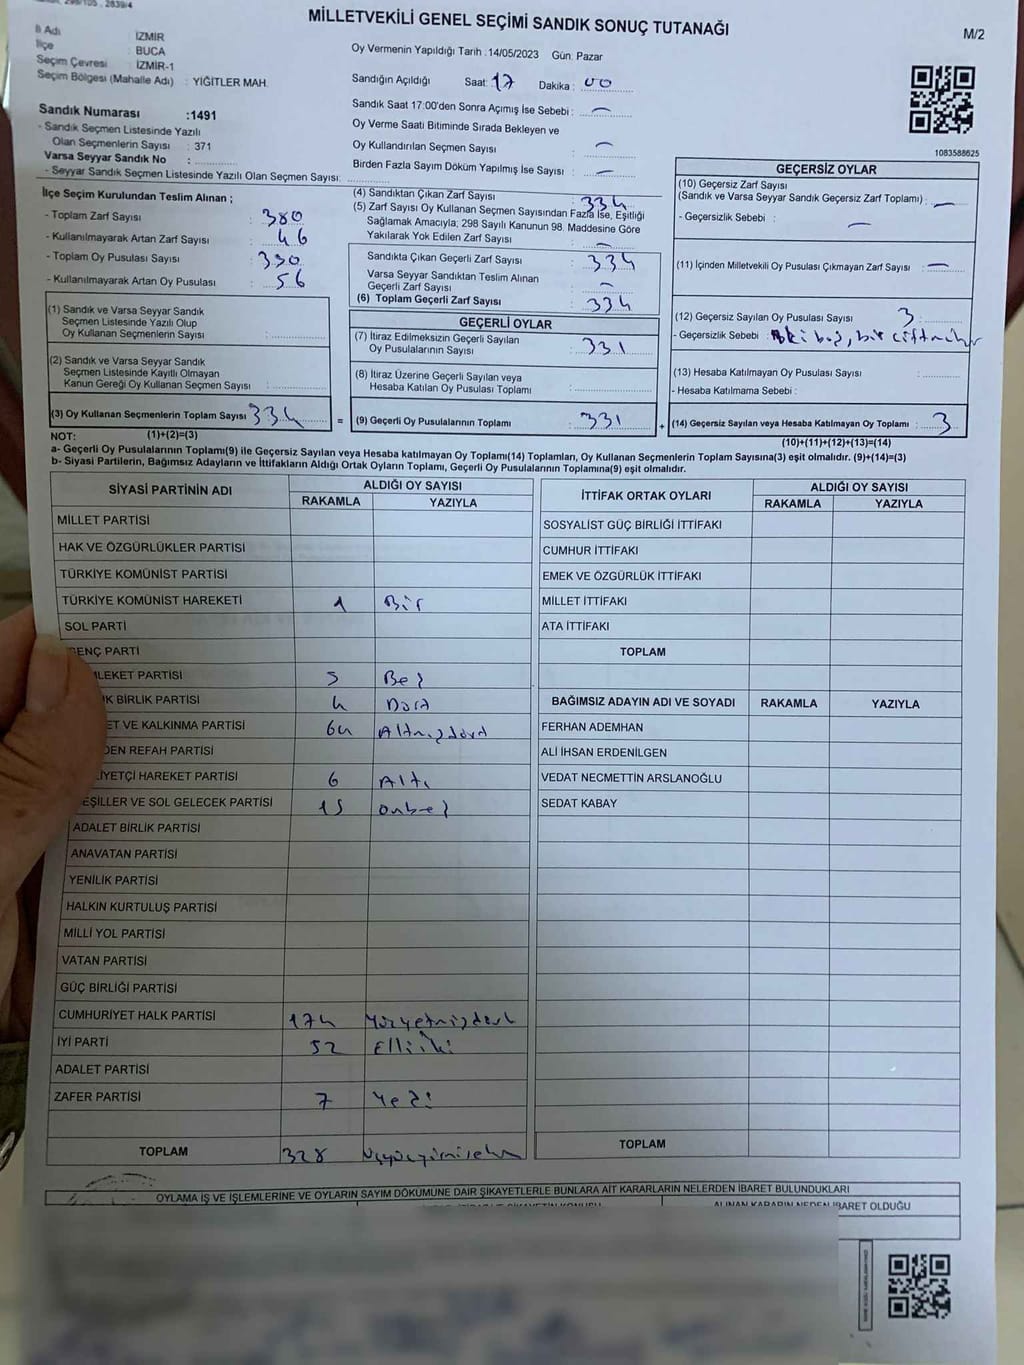 MİLLETVEKİLİ GENEL SEÇİMİ SANDIK SONUÇ TUTANAĞI
M/2
İl Adı : İZMİR
İlçe : BUCA
Seçim Çevresi : İZMİR-1
Seçim Bölgesi (Mahalle Adı) : YİĞİTLER MAH.
Oy Vermenin Yapıldığı Tarih :14/05/2023 Gün: Pazar
Sandığın Açıldığı Saat: 17 Dakika : 00
Sandık Saat 17:00'den Sonra Açımış İse Sebebi : —
Oy Verme Saati Bitiminde Sırada Bekleyen ve
Oy Kullandırılan Seçmen Sayısı : —
Birden Fazla Sayım Döküm Yapılmış İse Sayısı : —
Sandık Numarası :1491
- Sandık Seçmen Listesinde Yazılı
Olan Seçmenlerin Sayısı : 371
Varsa Seyyar Sandık No :
- Seyyar Sandık Seçmen Listesinde Yazılı Olan Seçmen Sayısı:
1083588625
İlçe Seçim Kurulundan Teslim Alınan ;
- Toplam Zarf Sayısı : 380
- Kullanılmayarak Artan Zarf Sayısı : 46
- Toplam Oy Pusulası Sayısı : 390
- Kullanılmayarak Artan Oy Pusulası : 56
(1) Sandık ve Varsa Seyyar Sandık
Seçmen Listesinde Yazılı Olup
Oy Kullanan Seçmenlerin Sayısı :
(2) Sandık ve Varsa Seyyar Sandık
Seçmen Listesinde Kayıtlı Olmayan
Kanun Gereği Oy Kullanan Seçmen Sayısı :
(3) Oy Kullanan Seçmenlerin Toplam Sayısı 334
(4) Sandıktan Çıkan Zarf Sayısı : 334
(5) Zarf Sayısı Oy Kullanan Seçmen Sayısından Fazla İse, Eşitliği
Sağlamak Amacıyla; 298 Sayılı Kanunun 98. Maddesine Göre
Yakılarak Yok Edilen Zarf Sayısı : —
Sandıkta Çıkan Geçerli Zarf Sayısı : 334
Varsa Seyyar Sandıktan Teslim Alınan
Geçerli Zarf Sayısı : —
(6) Toplam Geçerli Zarf Sayısı : 334
GEÇERLİ OYLAR
(7) İtiraz Edilmeksizin Geçerli Sayılan
Oy Pusulalarının Sayısı : 331
(8) İtiraz Üzerine Geçerli Sayılan veya
Hesaba Katılan Oy Pusulası Toplamı :
= (9) Geçerli Oy Pusulalarının Toplamı : 331
GEÇERSİZ OYLAR
(10) Geçersiz Zarf Sayısı
(Sandık ve Varsa Seyyar Sandık Geçersiz Zarf Toplamı) : —
- Geçersizlik Sebebi : —
(11) İçinden Milletvekili Oy Pusulası Çıkmayan Zarf Sayısı : —
(12) Geçersiz Sayılan Oy Pusulası Sayısı : 3
- Geçersizlik Sebebi : iki boş, bir çift mühür
(13) Hesaba Katılmayan Oy Pusulası Sayısı :
- Hesaba Katılmama Sebebi :
+ (14) Geçersiz Sayılan veya Hesaba Katılmayan Oy Toplamı : 3
NOT: (1)+(2)=(3)
(10)+(11)+(12)+(13)=(14)
a- Geçerli Oy Pusulalarının Toplamı(9) ile Geçersiz Sayılan veya Hesaba Katılmayan Oy Toplamı(14) Toplamları, Oy Kullanan Seçmenlerin Toplam Sayısına(3) eşit olmalıdır. (9)+(14)=(3)
b- Siyasi Partilerin, Bağımsız Adayların ve İttifakların Aldığı Ortak Oyların Toplamı, Geçerli Oy Pusulalarının Toplamına(9) eşit olmalıdır.
SİYASİ PARTİNİN ADI ALDIĞI OY SAYISI
RAKAMLA YAZIYLA
MİLLET PARTİSİ
HAK VE ÖZGÜRLÜKLER PARTİSİ
TÜRKİYE KOMÜNİST PARTİSİ
TÜRKİYE KOMÜNİST HAREKETİ 1 Bir
SOL PARTİ
GENÇ PARTİ
LEKET PARTİSİ 5 Beş
K BİRLİK PARTİSİ 4 Dört
ET VE KALKINMA PARTİSİ 64 Altmışdört
DEN REFAH PARTİSİ
İYETÇİ HAREKET PARTİSİ 6 Altı
EŞİLLER VE SOL GELECEK PARTİSİ 15 onbeş
ADALET BİRLİK PARTİSİ
ANAVATAN PARTİSİ
YENİLİK PARTİSİ
HALKIN KURTULUŞ PARTİSİ
MİLLİ YOL PARTİSİ
VATAN PARTİSİ
GÜÇ BİRLİĞİ PARTİSİ
CUMHURİYET HALK PARTİSİ 174 Yüzyetmişdört
İYİ PARTİ 52 Elliiki
ADALET PARTİSİ
ZAFER PARTİSİ 7 Yedi
TOPLAM 328 Üçyüzyirmisekiz
İTTİFAK ORTAK OYLARI ALDIĞI OY SAYISI
RAKAMLA YAZIYLA
SOSYALİST GÜÇ BİRLİĞİ İTTİFAKI
CUMHUR İTTİFAKI
EMEK VE ÖZGÜRLÜK İTTİFAKI
MİLLET İTTİFAKI
ATA İTTİFAKI
TOPLAM
BAĞIMSIZ ADAYIN ADI VE SOYADI RAKAMLA YAZIYLA
FERHAN ADEMHAN
ALİ İHSAN ERDENİLGEN
VEDAT NECMETTİN ARSLANOĞLU
SEDAT KABAY
TOPLAM
OYLAMA İŞ VE İŞLEMLERİNE VE OYLARIN SAYIM DÖKÜMÜNE DAİR ŞİKAYETLERLE BUNLARA AİT KARARLARIN NELERDEN İBARET BULUNDUKLARI
ALINAN KARARIN NEDEN İBARET OLDUĞU